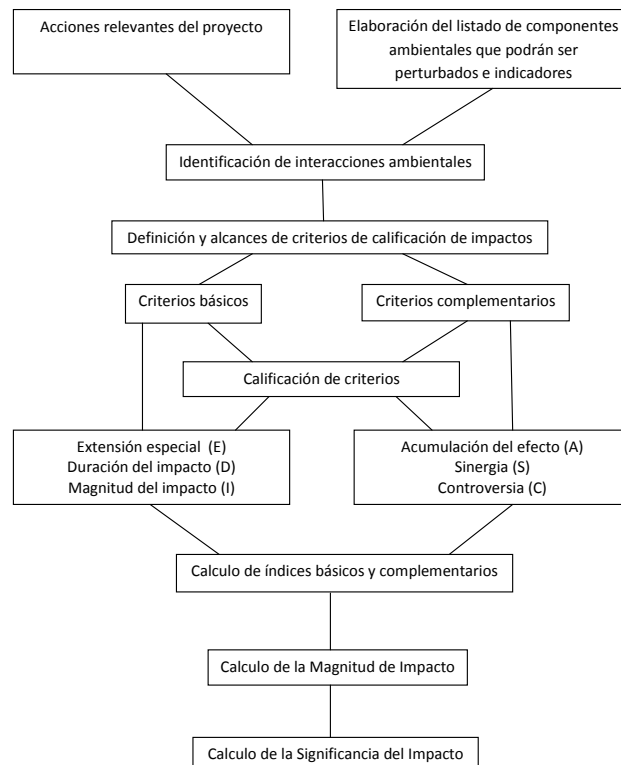 Acciones relevantes del proyecto
Elaboración del listado de componentes
ambientales que podrán ser
perturbados e indicadores
Identificación de interacciones ambientales
Definición y alcances de criterios de calificación de impactos
Criterios básicos
Criterios complementarios
Calificación de criterios
Extensión especial (E)
Duración del impacto (D)
Magnitud del impacto (I)
Acumulación del efecto (A)
Sinergia (S)
Controversia (C)
Calculo de índices básicos y complementarios
Calculo de la Magnitud de Impacto
Calculo de la Significancia del Impacto